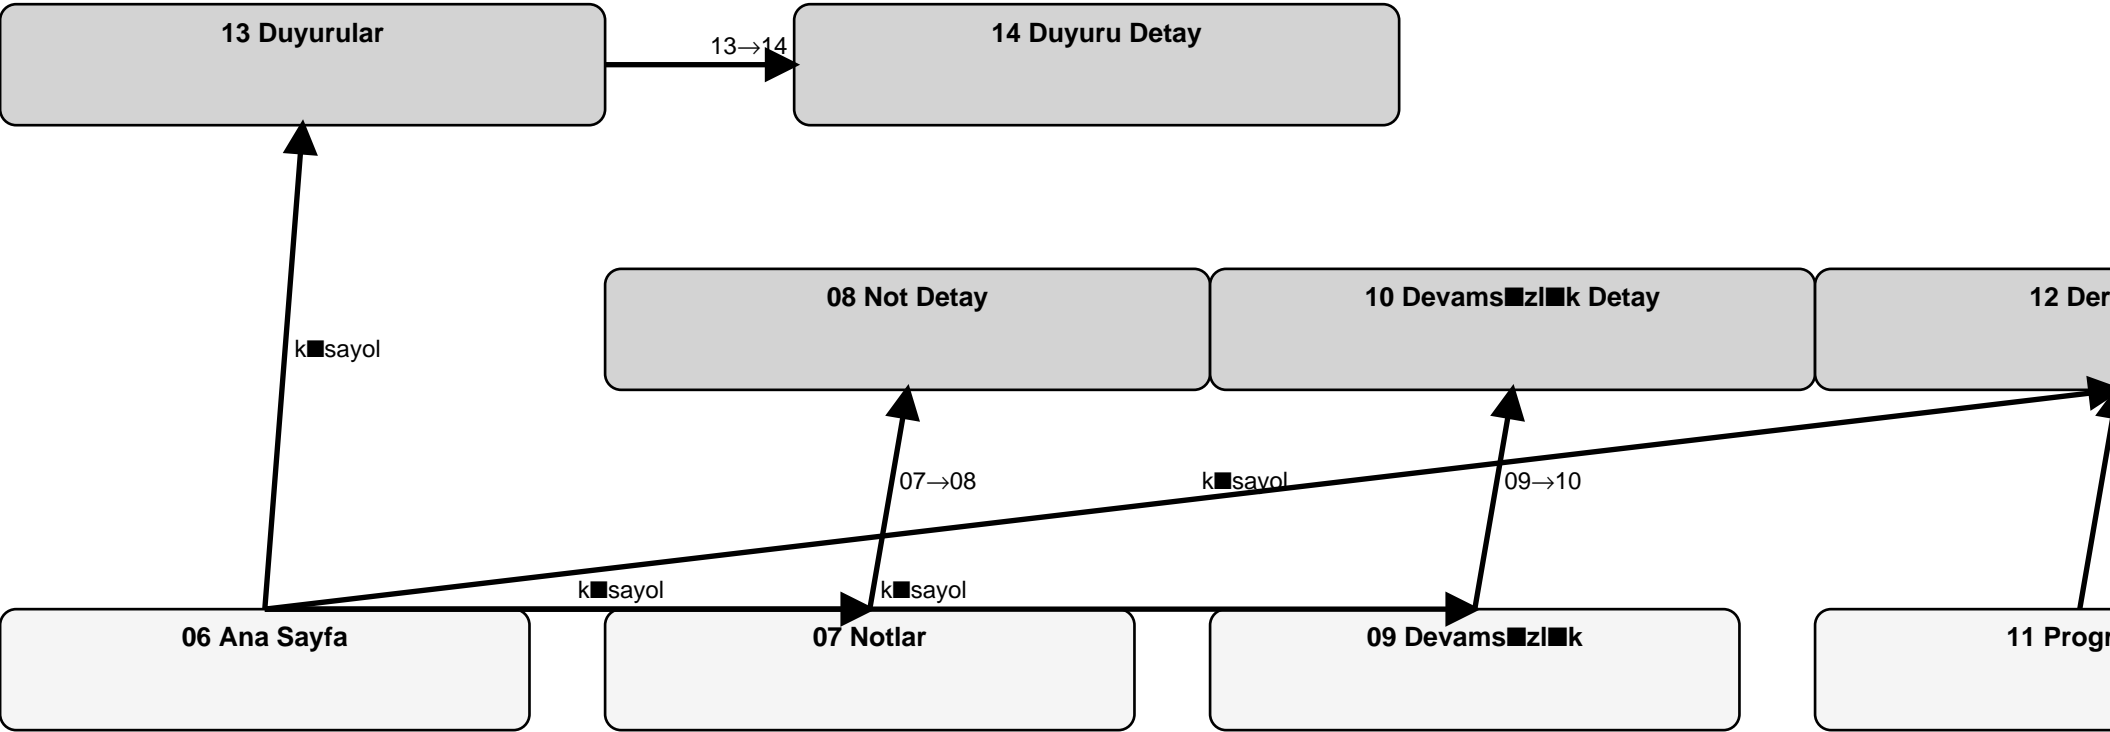 13 Duyurular
13→14
14 Duyuru Detay
k■sayol
08 Not Detay
10 Devams■zl■k Detay
12 Der
07→08
k■sayol
09→10
k■sayol
k■sayol
06 Ana Sayfa
07 Notlar
09 Devams■zl■k
11 Progr